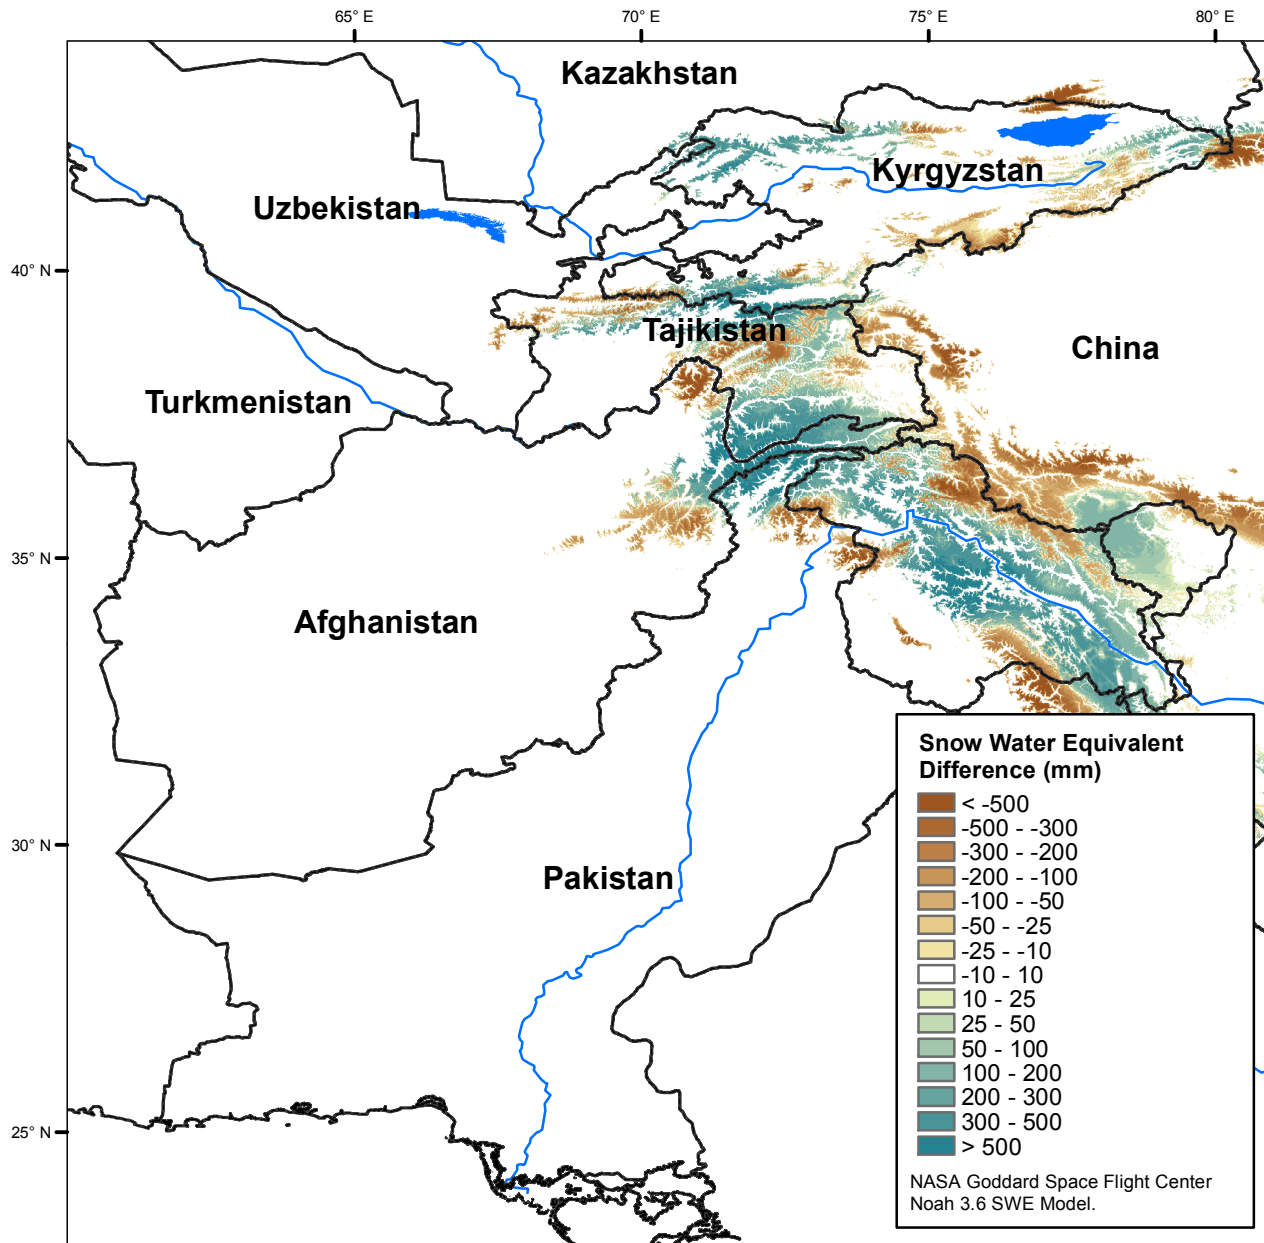 65° E
70° E
75° E
80° E
Kazakhstan
Kyrgyzstan
Uzbekistan
40° N
Tajikistan
China
Turkmenistan
35° N
Afghanistan
30° N
Pakistan
25° N
Snow Water Equivalent
Difference (mm)
< -500
-500 - -300
-300 - -200
-200 - -100
-100 - -50
-50 - -25
-25 - -10
-10 - 10
10 - 25
25 - 50
50 - 100
100 - 200
200 - 300
300 - 500
> 500
NASA Goddard Space Flight Center
Noah 3.6 SWE Model.